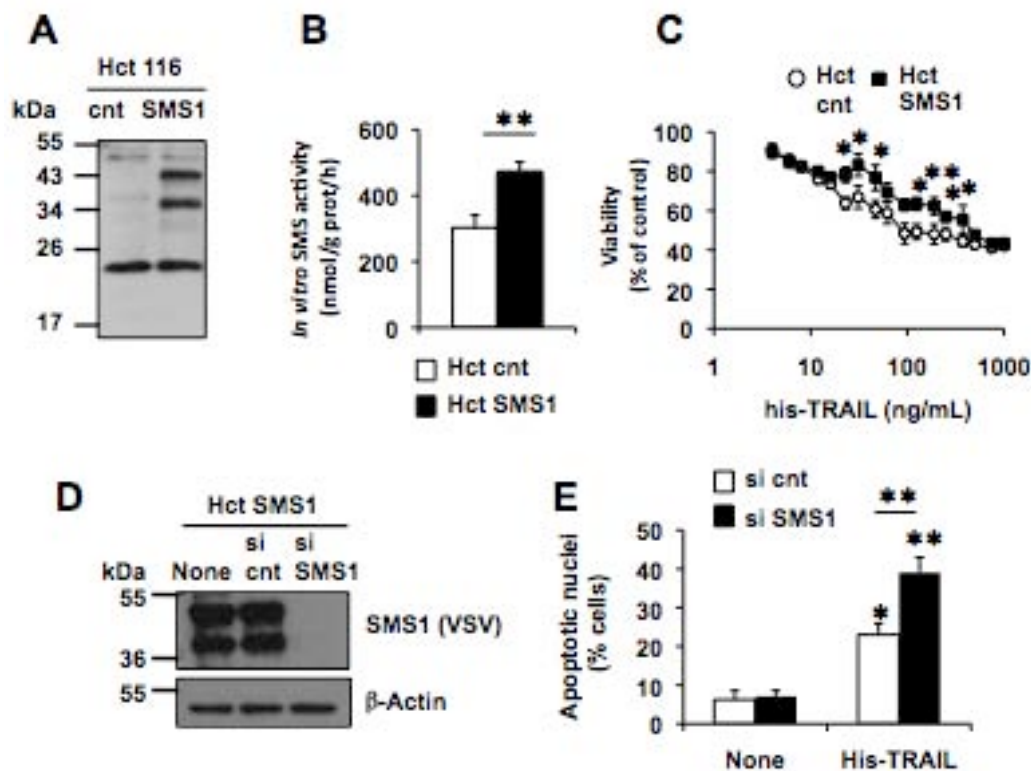 A
Hct 116
kDa
cnt SMS1
55
43
34
26
17
B
**
In vitro SMS activity
(nmol/g prot/h)
600
400
200
0
Hct cnt
Hct SMS1
C
Hct cnt
Hct SMS1
Viability
(% of control)
100
80
60
40
20
0
* * *
* * * * *
1 10 100 1000
his-TRAIL (ng/mL)
D
Hct SMS1
kDa
None
si cnt
si SMS1
55
36
SMS1 (VSV)
55
β-Actin
E
si cnt
si SMS1
Apoptotic nuclei
(% cells)
50
40
30
20
10
0
**
**
*
None His-TRAIL